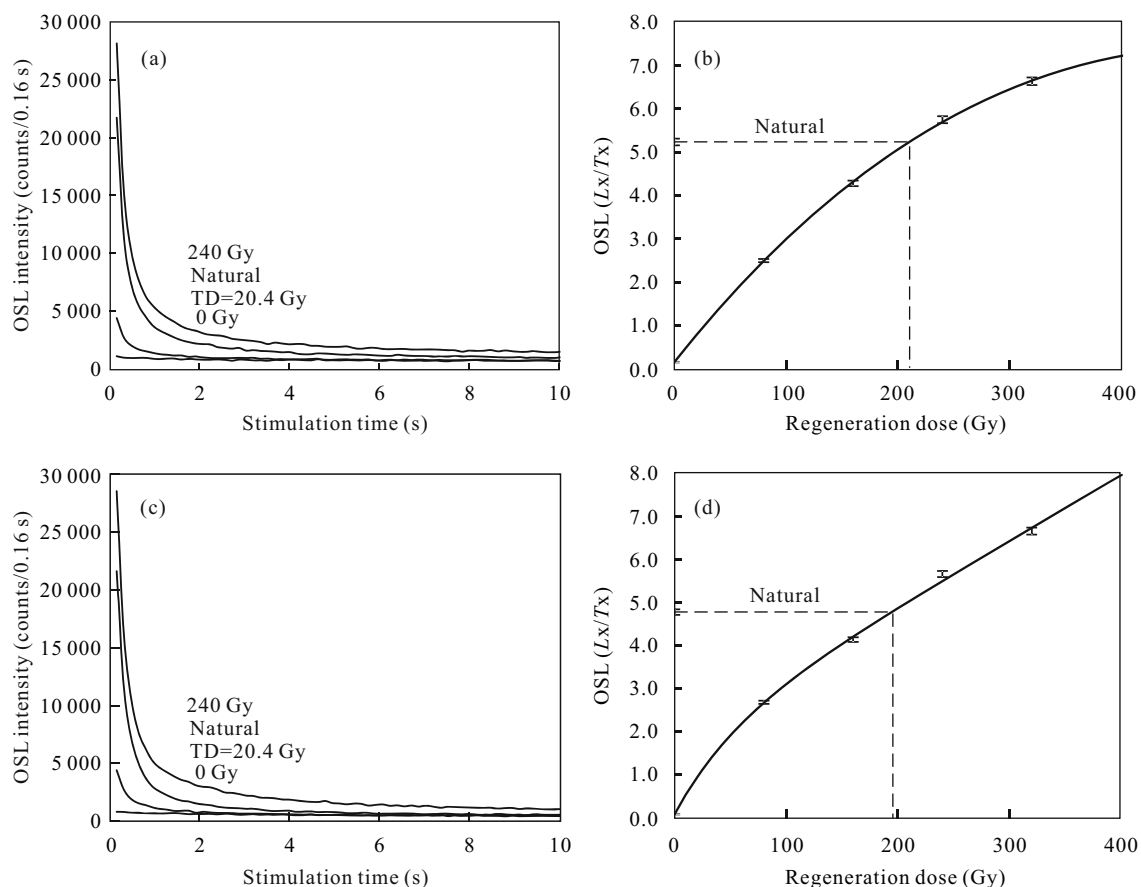 30 000
25 000
20 000
15 000
10 000
5 000
0
OSL intensity (counts/0.16 s)
(a)
240 Gy
Natural
TD=20.4 Gy
0 Gy
0 2 4 6 8 10
Stimulation time (s)
8.0
7.0
6.0
5.0
4.0
3.0
2.0
1.0
0.0
OSL (Lx/Tx)
(b)
Natural
0 100 200 300 400
Regeneration dose (Gy)
30 000
25 000
20 000
15 000
10 000
5 000
0
OSL intensity (counts/0.16 s)
(c)
240 Gy
Natural
TD=20.4 Gy
0 Gy
0 2 4 6 8 10
Stimulation time (s)
8.0
7.0
6.0
5.0
4.0
3.0
2.0
1.0
0.0
OSL (Lx/Tx)
(d)
Natural
0 100 200 300 400
Regeneration dose (Gy)